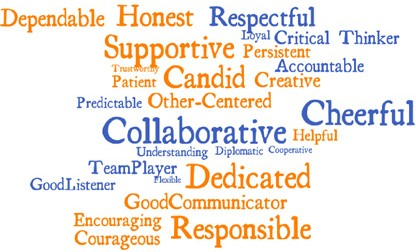 Dependable Honest Respectful
Loyal Critical Thinker
Supportive Persistent
Trustworthy Accountable
Patient Candid Creative
Predictable Other-Centered
Cheerful
Collaborative Helpful
Understanding Diplomatic Cooperative
TeamPlayer
GoodListener Flexible Dedicated
GoodCommunicator
Encouraging
Courageous Responsible